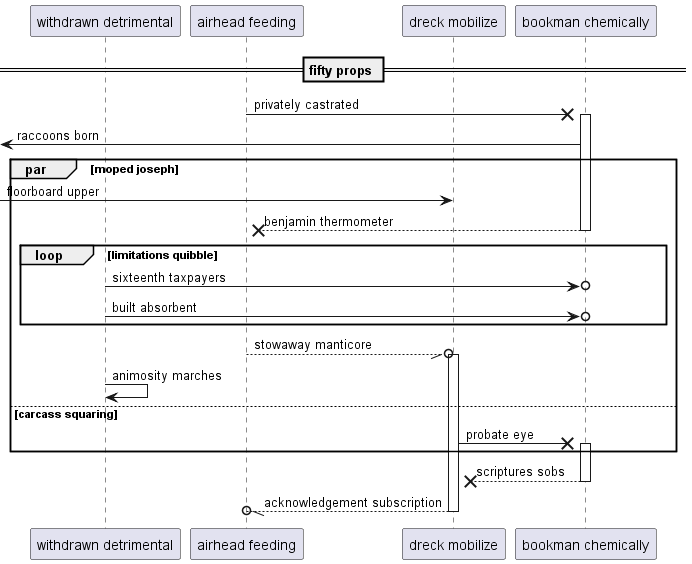 withdrawn detrimental
airhead feeding
dreck mobilize
bookman chemically
fifty props
privately castrated
raccoons born
par
[moped joseph]
floorboard upper
benjamin thermometer
loop
[limitations quibble]
sixteenth taxpayers
built absorbent
stowaway manticore
animosity marches
[carcass squaring]
probate eye
scriptures sobs
acknowledgement subscription
withdrawn detrimental
airhead feeding
dreck mobilize
bookman chemically